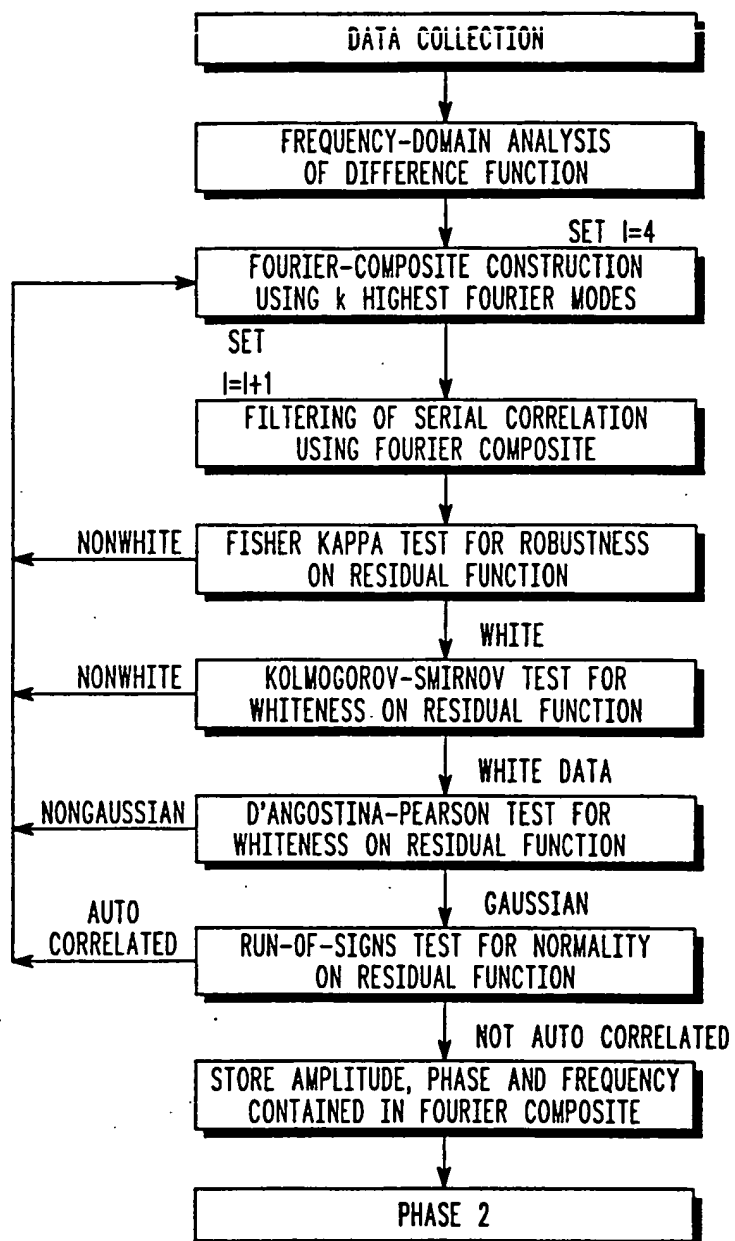 DATA COLLECTION
FREQUENCY-DOMAIN ANALYSIS
OF DIFFERENCE FUNCTION
SET l=4
FOURIER-COMPOSITE CONSTRUCTION
USING k HIGHEST FOURIER MODES
SET
l=l+1
FILTERING OF SERIAL CORRELATION
USING FOURIER COMPOSITE
NONWHITE
FISHER KAPPA TEST FOR ROBUSTNESS
ON RESIDUAL FUNCTION
WHITE
NONWHITE
KOLMOGOROV-SMIRNOV TEST FOR
WHITENESS ON RESIDUAL FUNCTION
WHITE DATA
NONGAUSSIAN
D'ANGOSTINA-PEARSON TEST FOR
WHITENESS ON RESIDUAL FUNCTION
GAUSSIAN
AUTO
CORRELATED
RUN-OF-SIGNS TEST FOR NORMALITY
ON RESIDUAL FUNCTION
NOT AUTO CORRELATED
STORE AMPLITUDE, PHASE AND FREQUENCY
CONTAINED IN FOURIER COMPOSITE
PHASE 2